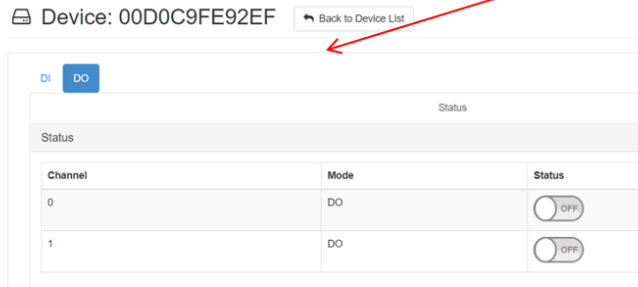 Device: 00D0C9FE92EF Back to Device List
DI DO
Status
Status
Channel Mode Status
0 DO OFF
1 DO OFF